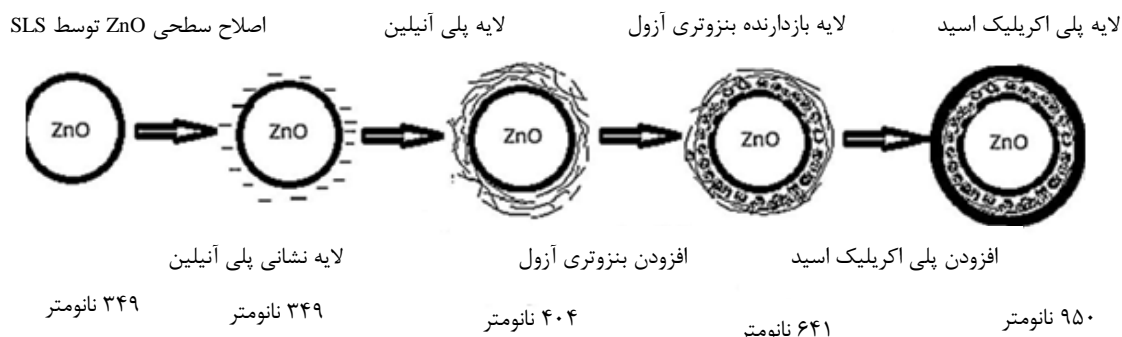 لایه پلی اکریلیک اسید
لایه بازدارنده بنزوتری آزول
لایه پلی آنیلین
اصلاح سطحی ZnO توسط SLS
ZnO
ZnO
ZnO
ZnO
ZnO
افزودن پلی اکریلیک اسید
افزودن بنزوتری آزول
لایه نشانی پلی آنیلین
۹۵۰ نانومتر
۶۴۱ نانومتر
۴۰۴ نانومتر
۳۴۹ نانومتر
۳۴۹ نانومتر